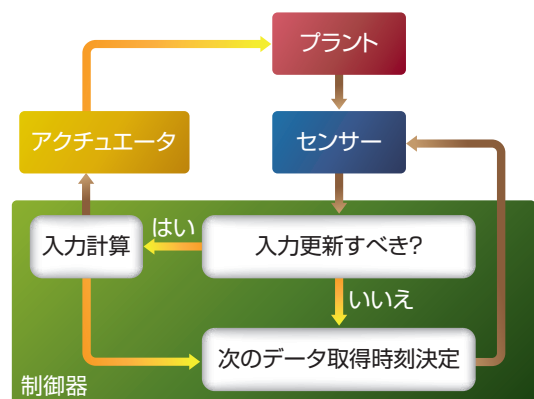 プラント
アクチュエータ
センサー
はい
入力計算
入力更新すべき?
いいえ
次のデータ取得時刻決定
制御器